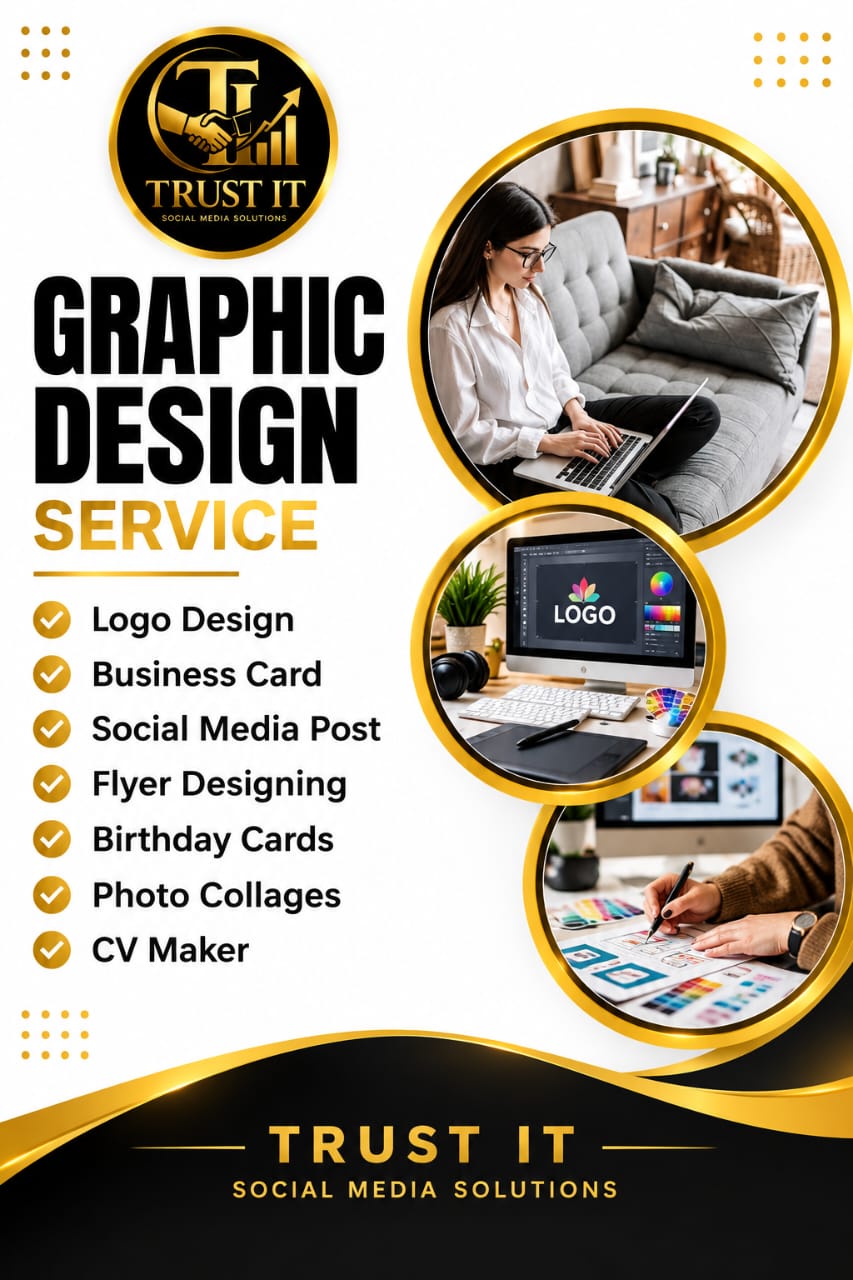 TI
TRUST IT
SOCIAL MEDIA SOLUTIONS
GRAPHIC
DESIGN
SERVICE
Logo Design
Business Card
Social Media Post
Flyer Designing
Birthday Cards
Photo Collages
CV Maker
LOGO
TRUST IT
SOCIAL MEDIA SOLUTIONS